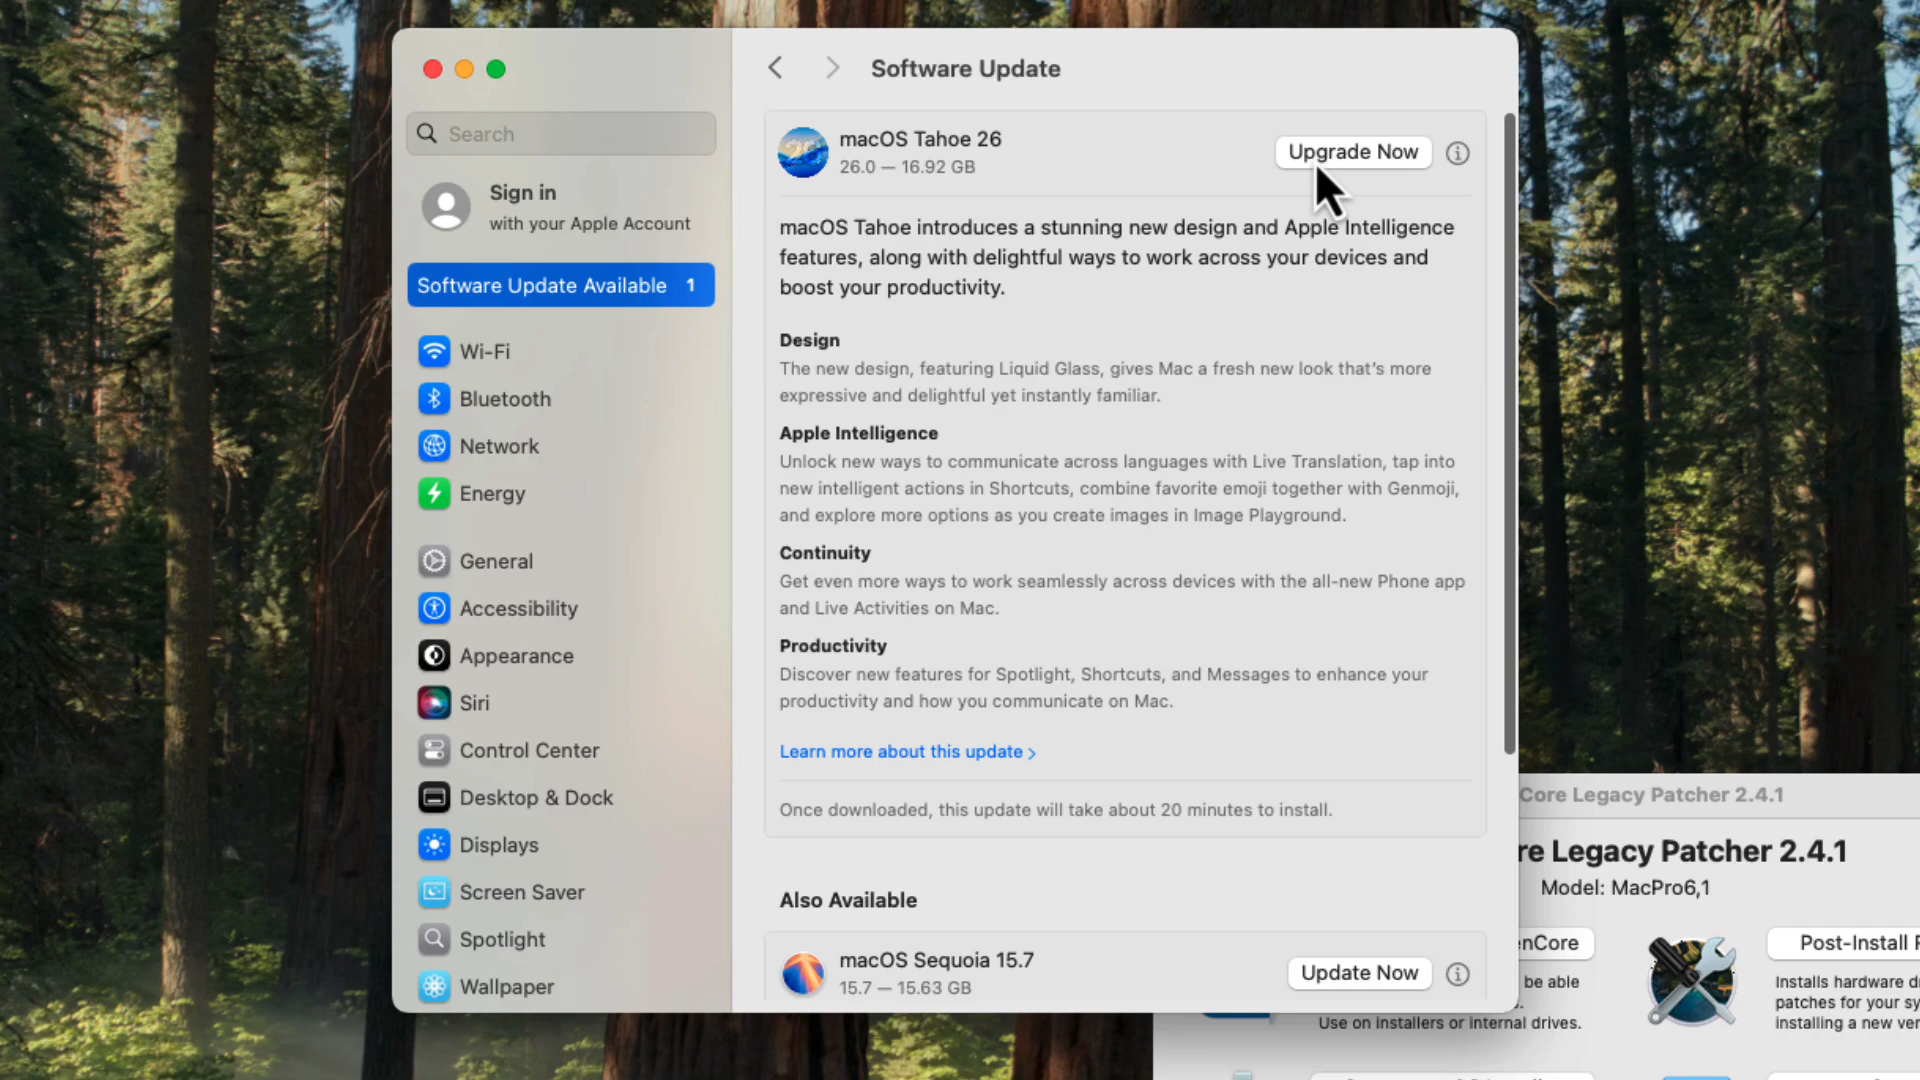 Search
Sign in
with your Apple Account
Software Update Available 1
Wi-Fi
Bluetooth
Network
Energy
General
Accessibility
Appearance
Siri
Control Center
Desktop & Dock
Displays
Screen Saver
Spotlight
Wallpaper
Software Update
macOS Tahoe 26
26.0 — 16.92 GB
Upgrade Now
macOS Tahoe introduces a stunning new design and Apple Intelligence
features, along with delightful ways to work across your devices and
boost your productivity.
Design
The new design, featuring Liquid Glass, gives Mac a fresh new look that's more
expressive and delightful yet instantly familiar.
Apple Intelligence
Unlock new ways to communicate across languages with Live Translation, tap into
new intelligent actions in Shortcuts, combine favorite emoji together with Genmoji,
and explore more options as you create images in Image Playground.
Continuity
Get even more ways to work seamlessly across devices with the all-new Phone app
and Live Activities on Mac.
Productivity
Discover new features for Spotlight, Shortcuts, and Messages to enhance your
productivity and how you communicate on Mac.
Learn more about this update >
Once downloaded, this update will take about 20 minutes to install.
Also Available
macOS Sequoia 15.7
15.7 — 15.63 GB
Update Now
Core Legacy Patcher 2.4.1
re Legacy Patcher 2.4.1
Model: MacPro6,1
nCore
be able
Use on installers or internal drives.
Post-Install
Installs hardware
patches for your
installing a new